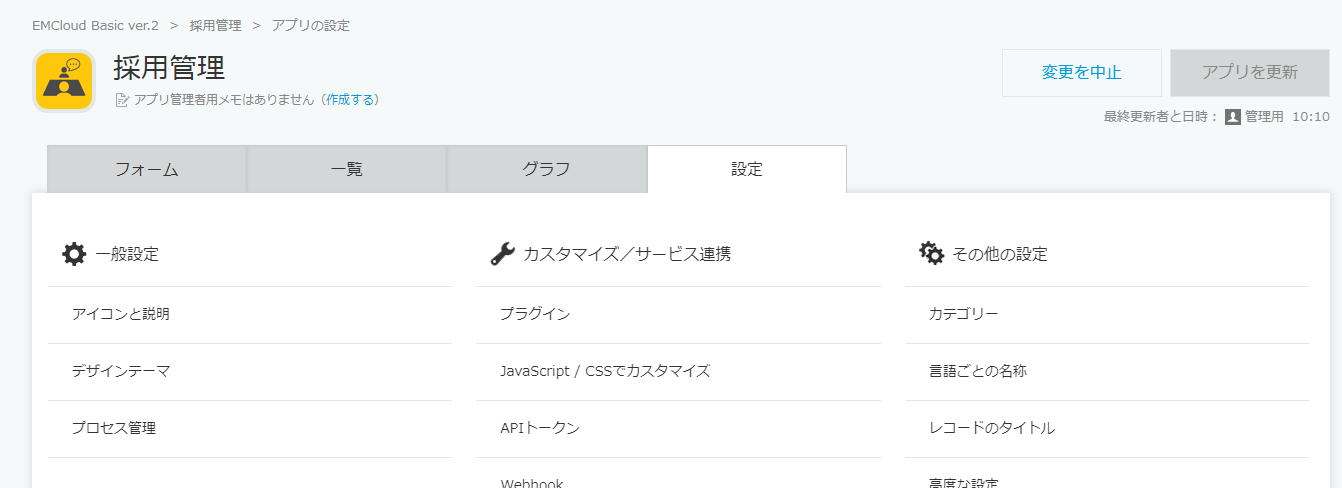 EMCloud Basic ver.2 > 採用管理 > アプリの設定
採用管理
アプリ管理者用メモはありません（作成する）
変更を中止
アプリを更新
最終更新者と日時： 管理用 10:10
フォーム
一覧
グラフ
設定
一般設定
アイコンと説明
デザインテーマ
プロセス管理
カスタマイズ／サービス連携
プラグイン
JavaScript / CSSでカスタマイズ
APIトークン
Webhook
その他の設定
カテゴリー
言語ごとの名称
レコードのタイトル
高度な設定